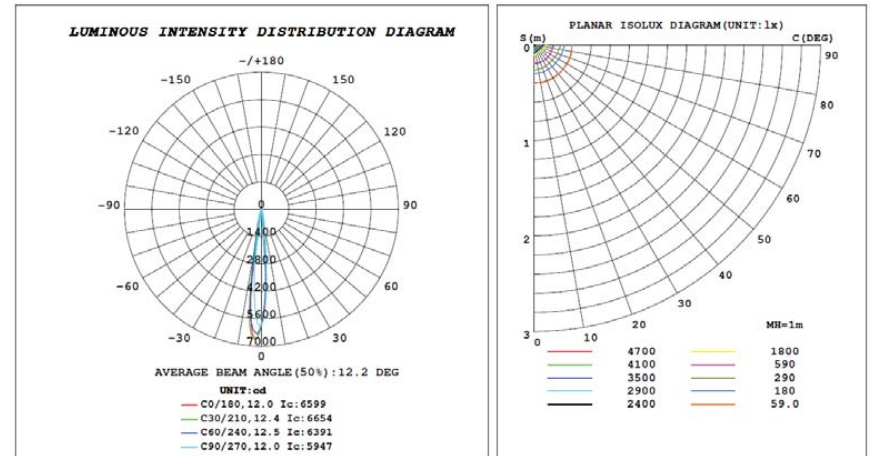 LUMINOUS INTENSITY DISTRIBUTION DIAGRAM
-/+180
-150 150
-120 120
-90 0 90
1400
2800
-60 4200 60
5600
-30 7000 30
0
AVERAGE BEAM ANGLE(50%):12.2 DEG
UNIT:cd
C0/180,12.0 Ic:6599
C30/210,12.4 Ic:6654
C60/240,12.5 Ic:6391
C90/270,12.0 Ic:5947
PLANAR ISOLUX DIAGRAM(UNIT:lx)
S(m) C(DEG)
0 90
80
1
70
60
2 50
40
30
3 0 10 20
MH=1m
4700 1800
4100 590
3500 290
2900 180
2400 59.0